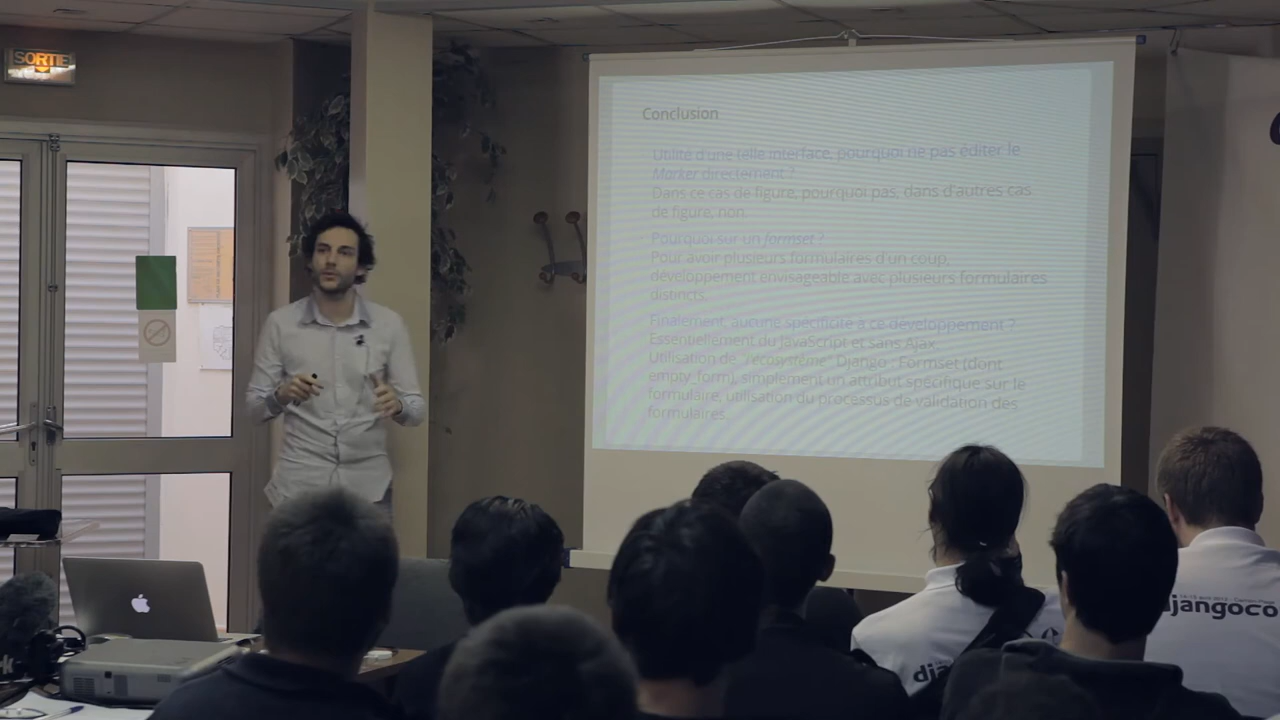 SORTIE
Conclusion
Utilité d'une telle interface, pourquoi ne pas éditer le
Marker directement ?
Dans ce cas de figure, pourquoi pas, dans d'autres cas
de figure, non.
Pourquoi sur un formset ?
Pour avoir plusieurs formulaires d'un coup,
développement envisageable avec plusieurs formulaires
distincts.
Finalement, aucune spécificité à ce développement ?
Essentiellement du JavaScript et sans Ajax.
Utilisation de "l'écosystème" Django : Formset (dont
empty_form), simplement un attribut spécifique sur le
formulaire, utilisation du processus de validation des
formulaires.
djangoco
dja